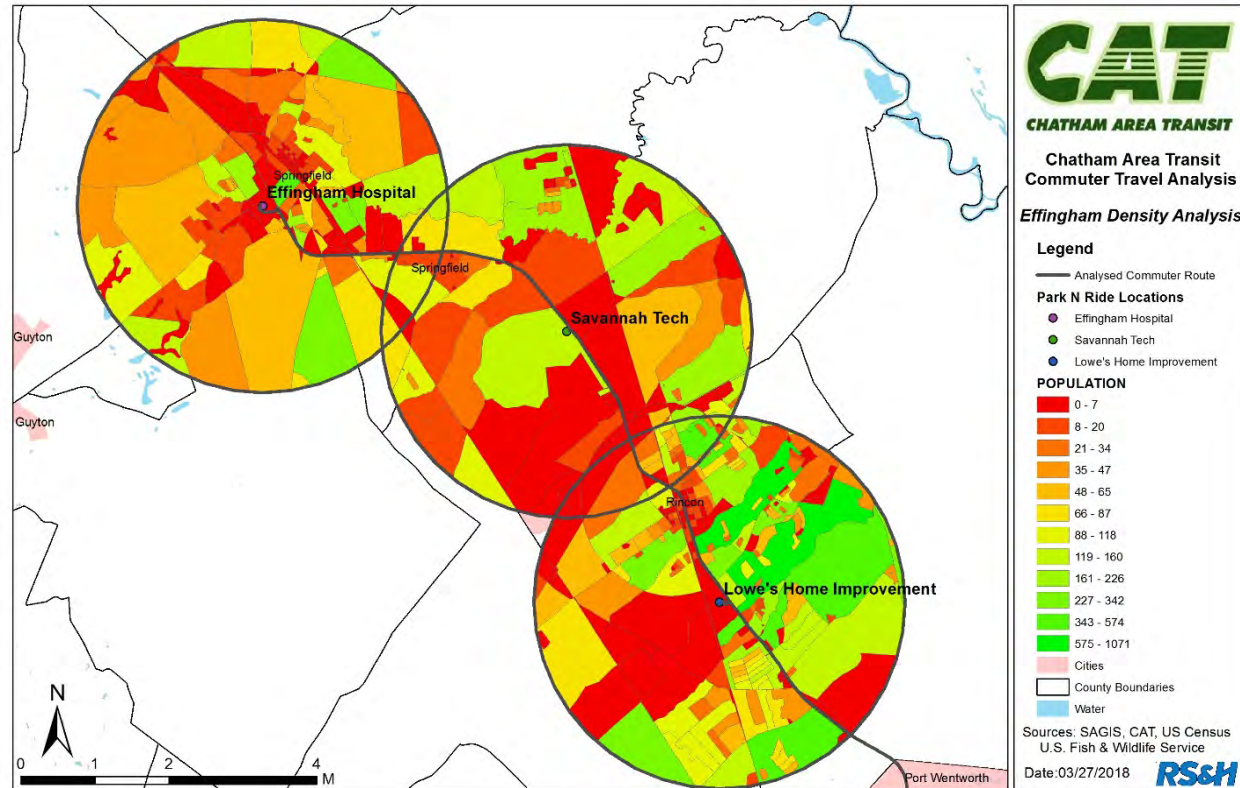 Springfield
Effingham Hospital
Springfield
Savannah Tech
Guyton
Guyton
Rincon
Lowe's Home Improvement
Port Wentworth
N
0 1 2 4
M
CAT
CHATHAM AREA TRANSIT
Chatham Area Transit
Commuter Travel Analysis
Effingham Density Analysis
Legend
Analysed Commuter Route
Park N Ride Locations
Effingham Hospital
Savannah Tech
Lowe's Home Improvement
POPULATION
0 - 7
8 - 20
21 - 34
35 - 47
48 - 65
66 - 87
88 - 118
119 - 160
161 - 226
227 - 342
343 - 574
575 - 1071
Cities
County Boundaries
Water
Sources: SAGIS, CAT, US Census
U.S. Fish & Wildlife Service
Date:03/27/2018
RS&H